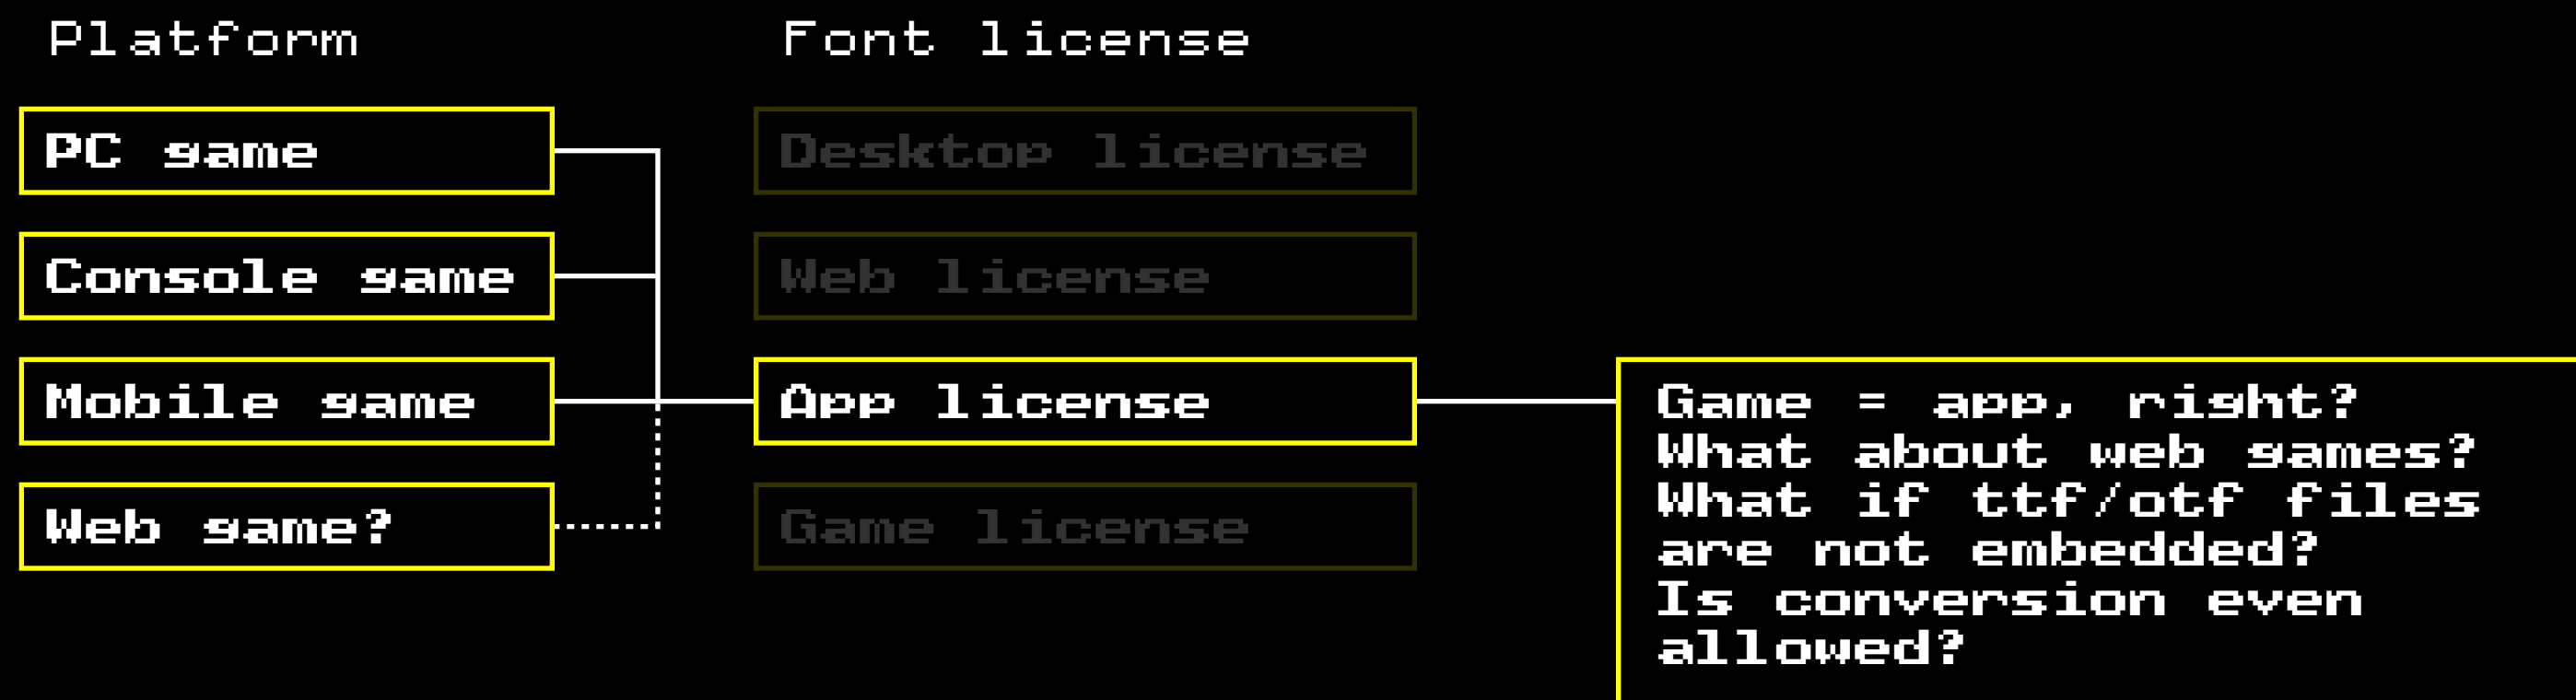 Platform
Font license
PC game
Console game
Mobile game
Web game?
Desktop license
Web license
App license
Game license
Game = app, right?
What about web games?
What if ttf/otf files
are not embedded?
Is conversion even
allowed?